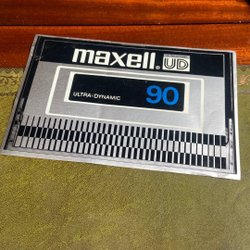 maxell. UD
ULTRA-DYNAMIC 90